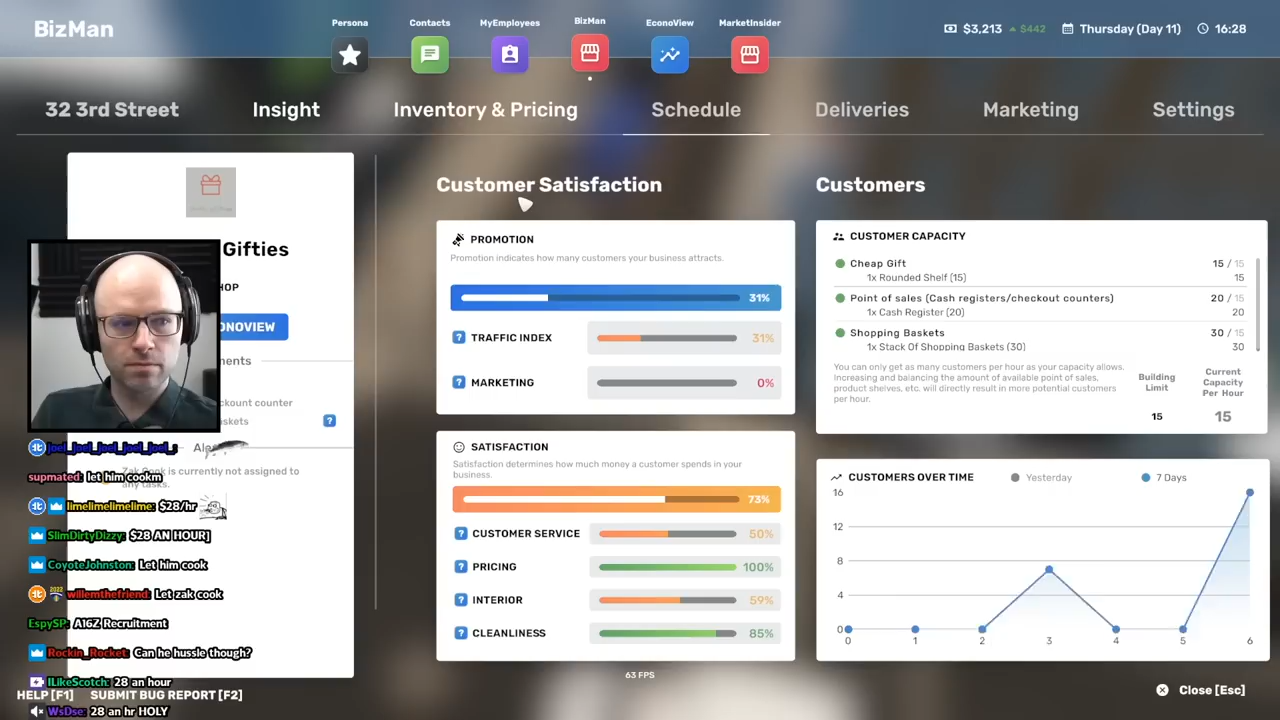 BizMan
Persona
Contacts
MyEmployees
BizMan
EconoView
MarketInsider
$3,213
$442
Thursday (Day 11)
16:28
32 3rd Street
Insight
Inventory & Pricing
Schedule
Deliveries
Marketing
Settings
Gifties
HOP
ONOVIEW
ments
ckout counter
askets
?
Zak Cook is currently not assigned to
any tasks.
joel_joel_joel_joel_joel_:
supmated: let him cookm
limelimelimelime: $28/hr
SlimDirtyDizzy: $28 AN HOUR]
CoyoteJohnston: Let him cook
willemthefriend: Let zak cook
EspySP: A16Z Recruitment
Rockin_Rocket: Can he hussle though?
ILikeScotch: 28 an hour
WsDse: 28 an hr HOLY
HELP [F1]
SUBMIT BUG REPORT [F2]
Customer Satisfaction
PROMOTION
Promotion indicates how many customers your business attracts.
31%
? TRAFFIC INDEX 31%
? MARKETING 0%
SATISFACTION
Satisfaction determines how much money a customer spends in your
business.
73%
? CUSTOMER SERVICE 50%
? PRICING 100%
? INTERIOR 59%
? CLEANLINESS 85%
63 FPS
Customers
CUSTOMER CAPACITY
Cheap Gift 15 / 15
1x Rounded Shelf (15) 15
Point of sales (Cash registers/checkout counters) 20 / 15
1x Cash Register (20) 20
Shopping Baskets 30 / 15
1x Stack Of Shopping Baskets (30) 30
You can only get as many customers per hour as your capacity allows.
Increasing and balancing the amount of available point of sales,
product shelves, etc. will directly result in more potential customers
per hour.
Building
Limit
15
Current
Capacity
Per Hour
15
CUSTOMERS OVER TIME
Yesterday
7 Days
16
12
8
4
0
0 1 2 3 4 5 6
Close [Esc]